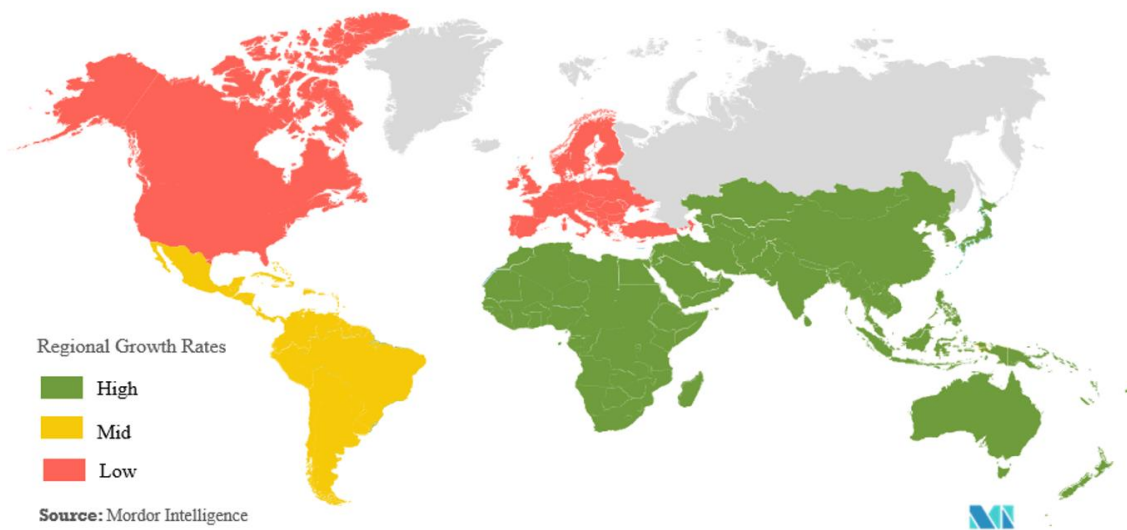 Regional Growth Rates
High
Mid
Low
Source: Mordor Intelligence